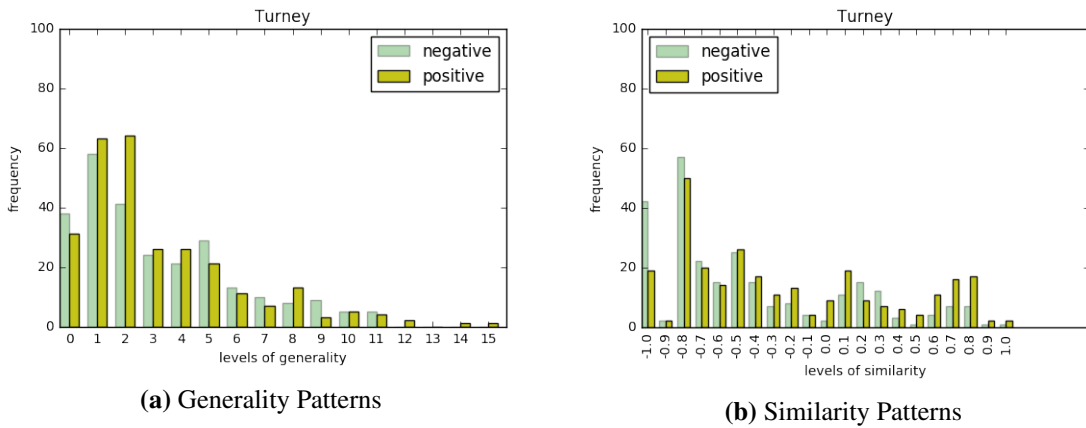 Turney
100
80
60
40
20
0
frequency
negative
positive
0 1 2 3 4 5 6 7 8 9 10 11 12 13 14 15
levels of generality
(a) Generality Patterns
Turney
100
80
60
40
20
0
frequency
negative
positive
-1.0 -0.9 -0.8 -0.7 -0.6 -0.5 -0.4 -0.3 -0.2 -0.1 0.0 0.1 0.2 0.3 0.4 0.5 0.6 0.7 0.8 0.9 1.0
levels of similarity
(b) Similarity Patterns